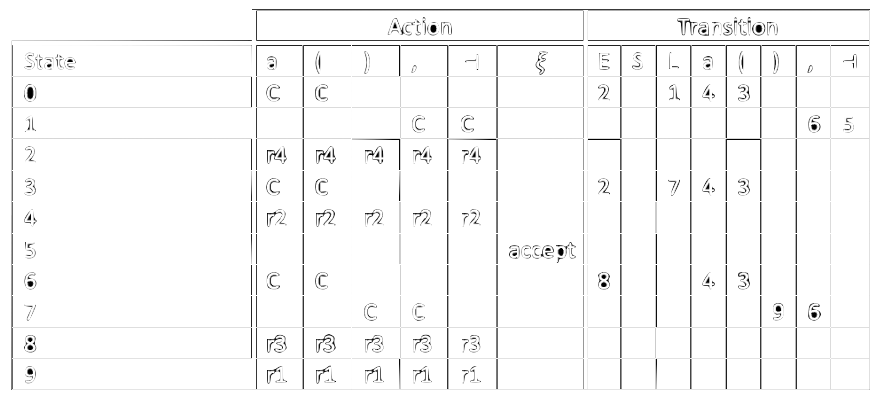 Action Transition
State a ( ) , ⊣ ξ E S L a ( ) , ⊣
0 C C 2 1 4 3
1 C C 6 5
2 r4 r4 r4 r4 r4
3 C C 2 7 4 3
4 r2 r2 r2 r2 r2
5 accept
6 C C 8 4 3
7 C C 9 6
8 r3 r3 r3 r3 r3
9 r1 r1 r1 r1 r1